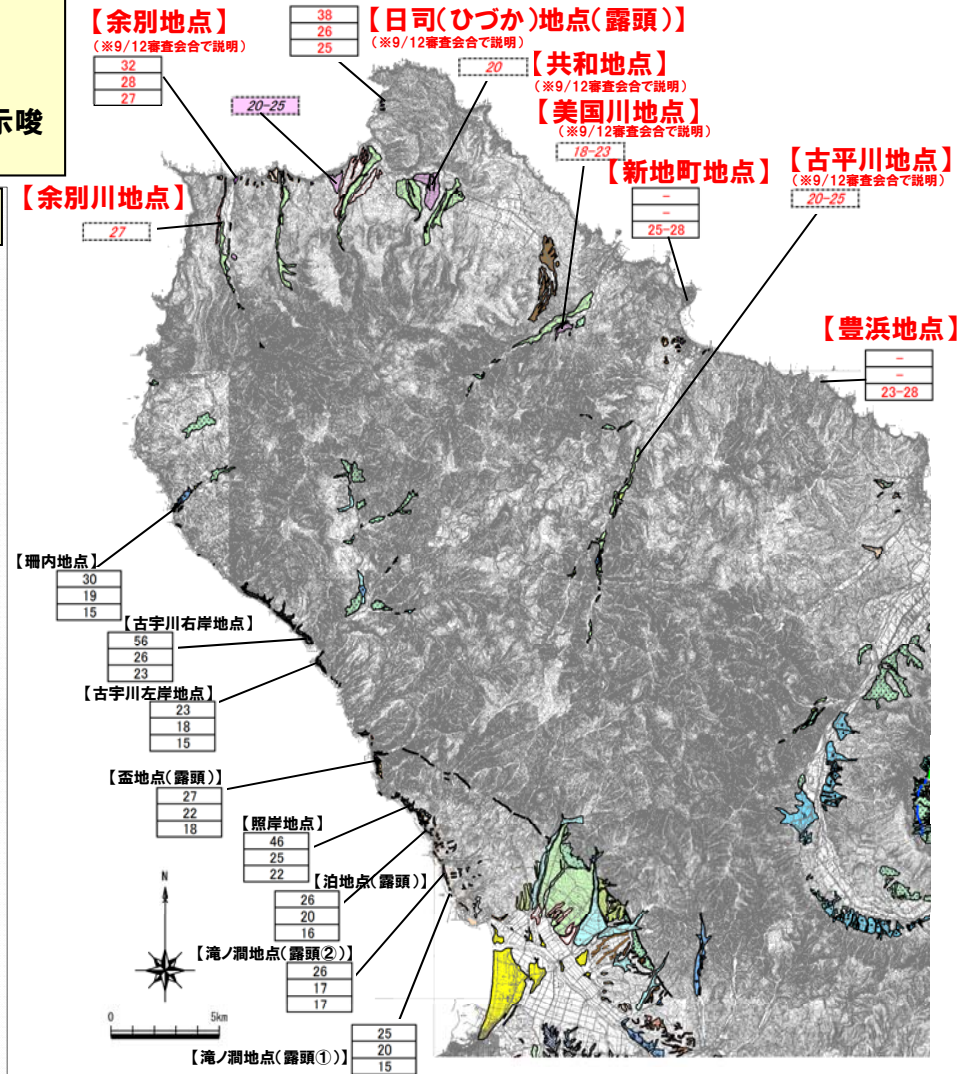 示唆
【余別地点】
(※9/12審査会合で説明)
32
28
27
38
26
25
【日司(ひづか)地点(露頭)】
(※9/12審査会合で説明)
20
【共和地点】
(※9/12審査会合で説明)
20-25
【美国川地点】
(※9/12審査会合で説明)
18-23
【新地町地点】
-
-
25-28
【古平川地点】
(※9/12審査会合で説明)
20-25
【余別川地点】
27
【豊浜地点】
-
-
23-28
【珊内地点】
30
19
15
【古宇川右岸地点】
56
26
23
【古宇川左岸地点】
23
18
15
【盃地点(露頭)】
27
22
18
【照岸地点】
46
25
22
【泊地点(露頭)】
26
20
16
【滝ノ澗地点(露頭②)】
26
17
17
【滝ノ澗地点(露頭①)】
25
20
15
N
0
5km